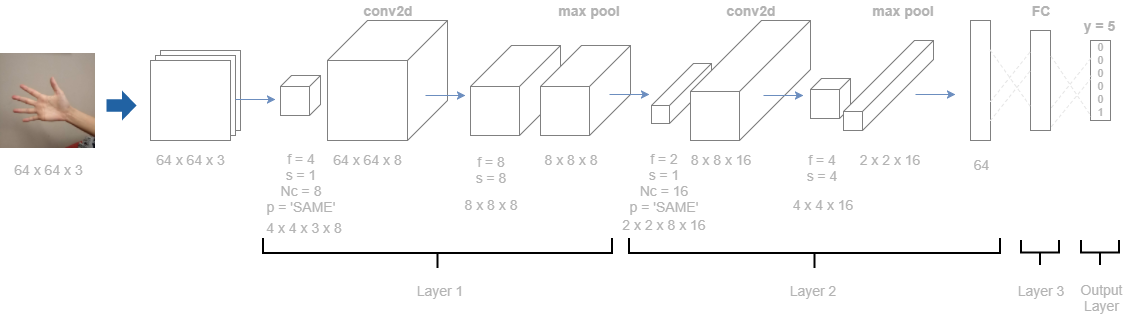 conv2d
max pool
conv2d
max pool
FC
y = 5
0
0
0
0
0
1
64 x 64 x 3
64 x 64 x 3
f = 4
s = 1
Nc = 8
p = 'SAME'
4 x 4 x 3 x 8
64 x 64 x 8
f = 8
s = 8
8 x 8 x 8
8 x 8 x 8
f = 2
s = 1
Nc = 16
p = 'SAME'
2 x 2 x 8 x 16
8 x 8 x 16
f = 4
s = 4
4 x 4 x 16
2 x 2 x 16
64
Layer 1
Layer 2
Layer 3
Output
Layer